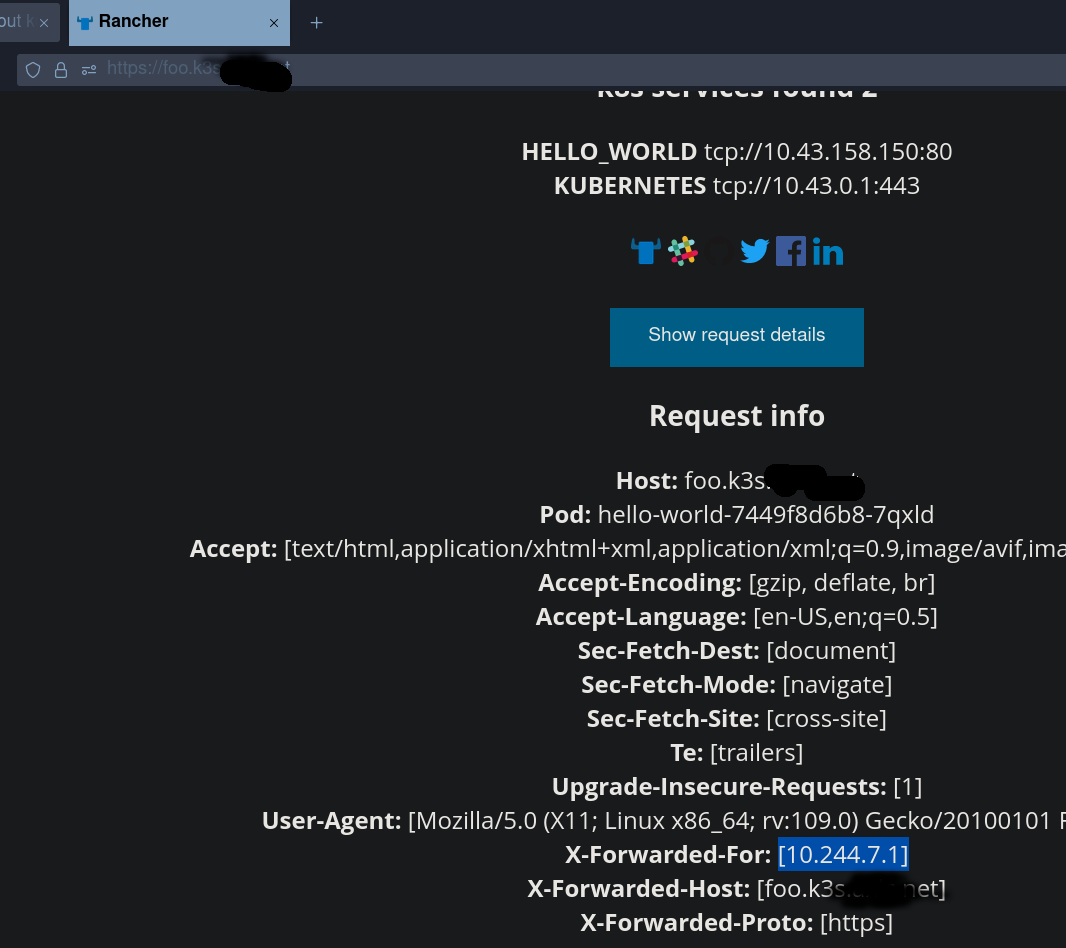 out k
Rancher
https://foo.k3s
k8s services found 2
HELLO_WORLD tcp://10.43.158.150:80
KUBERNETES tcp://10.43.0.1:443
Show request details
Request info
Host: foo.k3s.
Pod: hello-world-7449f8d6b8-7qxld
Accept: [text/html,application/xhtml+xml,application/xml;q=0.9,image/avif,ima
Accept-Encoding: [gzip, deflate, br]
Accept-Language: [en-US,en;q=0.5]
Sec-Fetch-Dest: [document]
Sec-Fetch-Mode: [navigate]
Sec-Fetch-Site: [cross-site]
Te: [trailers]
Upgrade-Insecure-Requests: [1]
User-Agent: [Mozilla/5.0 (X11; Linux x86_64; rv:109.0) Gecko/20100101 F
X-Forwarded-For: [10.244.7.1]
X-Forwarded-Host: [foo.k3s. net]
X-Forwarded-Proto: [https]